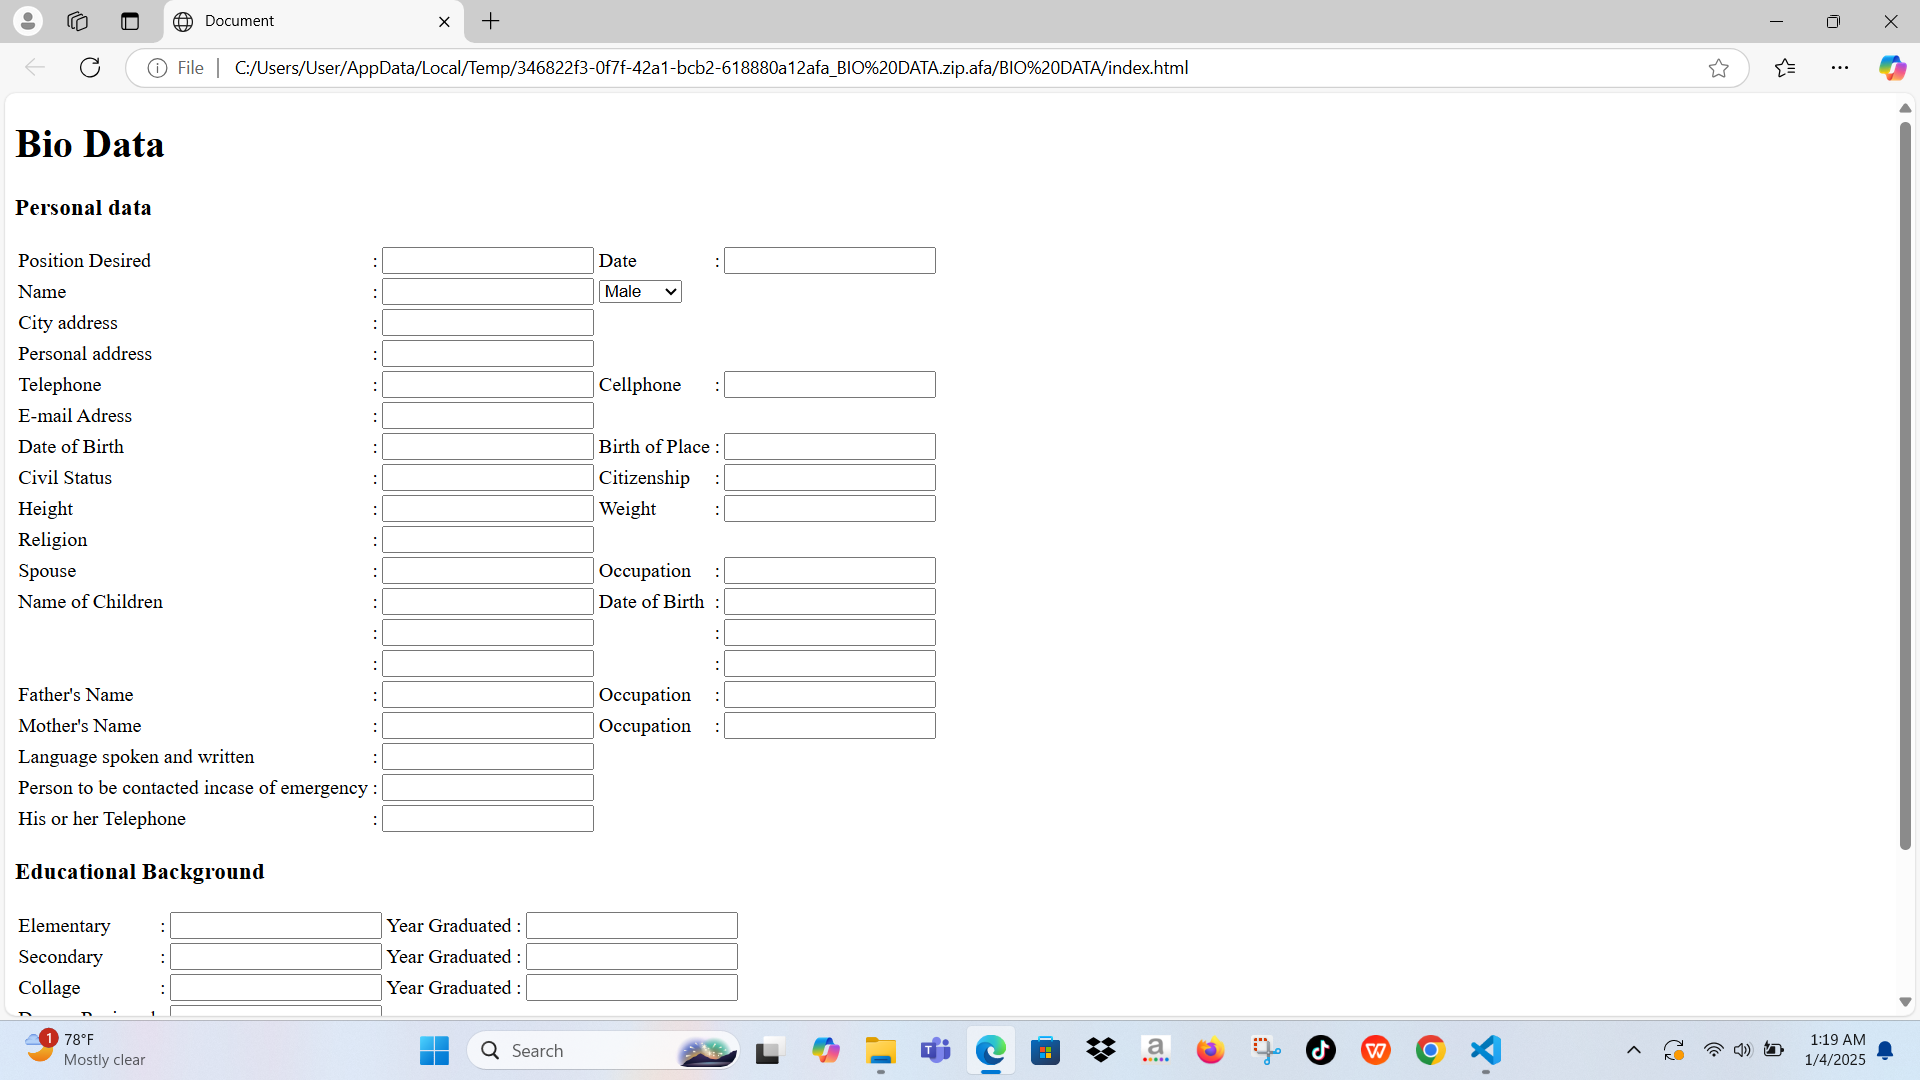 Document
File
C:/Users/User/AppData/Local/Temp/346822f3-0f7f-42a1-bcb2-618880a12afa_BIO%20DATA.zip.afa/BIO%20DATA/index.html
Bio Data
Personal data
Position Desired : Date :
Name : Male
City address :
Personal address :
Telephone : Cellphone :
E-mail Adress :
Date of Birth : Birth of Place :
Civil Status : Citizenship :
Height : Weight :
Religion :
Spouse : Occupation :
Name of Children : Date of Birth :
: :
: :
Father's Name : Occupation :
Mother's Name : Occupation :
Language spoken and written :
Person to be contacted incase of emergency :
His or her Telephone :
Educational Background
Elementary : Year Graduated :
Secondary : Year Graduated :
Collage : Year Graduated :
1
78°F
Mostly clear
Search
a
1:19 AM
1/4/2025